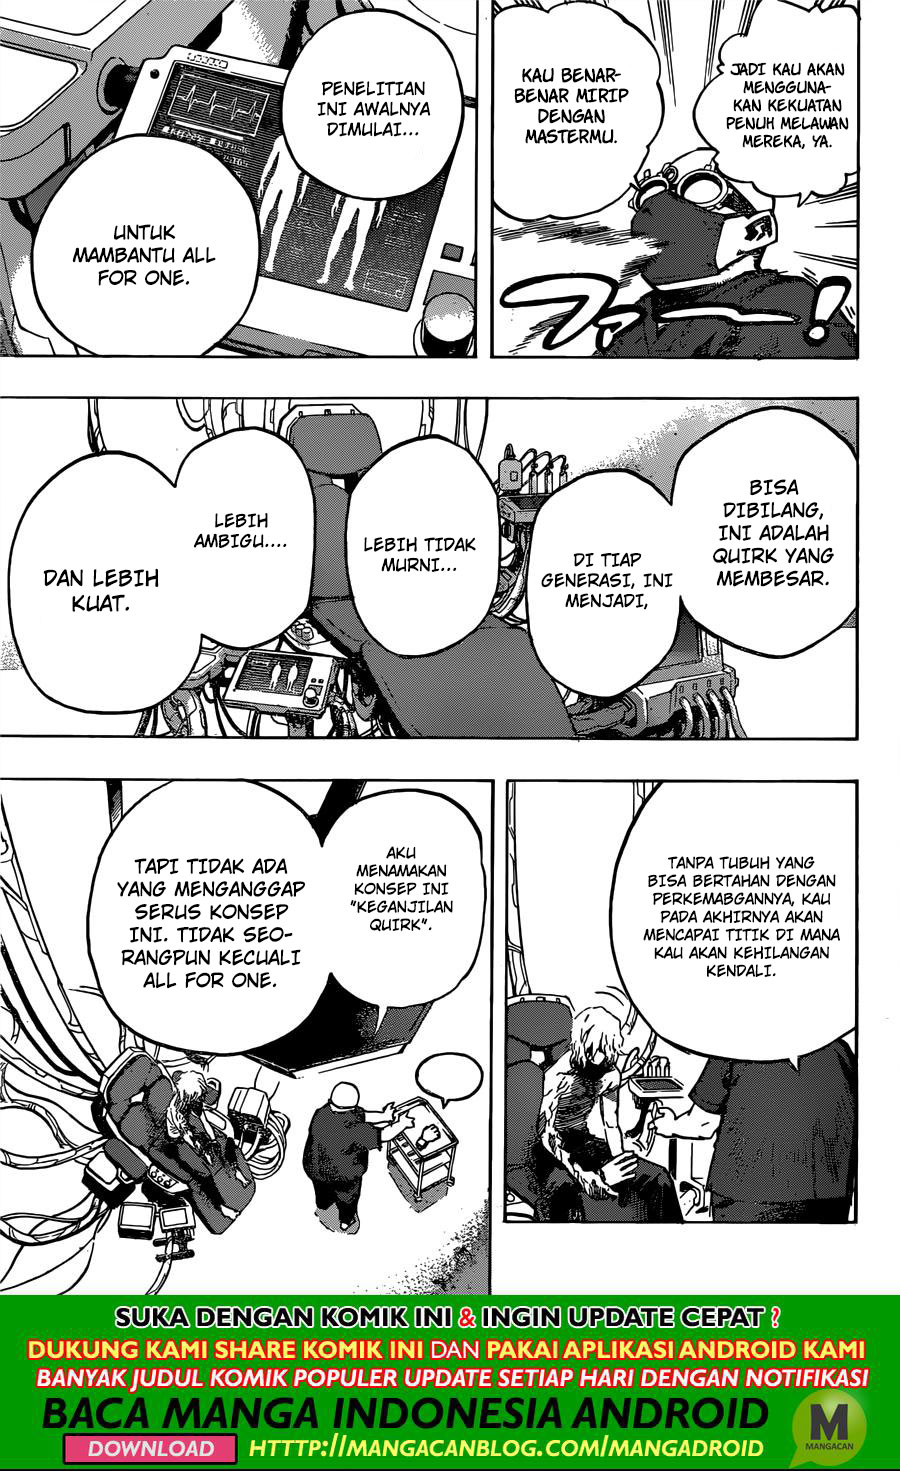 JADI KAU AKAN
MENGGUNA-
KAN KEKUATAN
PENUH MELAWAN
MEREKA, YA.
KAU BENAR-
BENAR MIRIP
DENGAN
MASTERMU.
ファー!
PENELITIAN
INI AWALNYA
DIMULAI...
UNTUK
MAMBANTU ALL
FOR ONE.
BISA
DIBILANG,
INI ADALAH
QUIRK YANG
MEMBESAR.
DI TIAP
GENERASI, INI
MENJADI,
LEBIH TIDAK
MURNI...
LEBIH
AMBIGU....
DAN LEBIH
KUAT.
TANPA TUBUH YANG
BISA BERTAHAN DENGAN
PERKEMABGANNYA, KAU
PADA AKHIRNYA AKAN
MENCAPAI TITIK DI MANA
KAU AKAN KEHILANGAN
KENDALI.
AKU
MENAMAKAN
KONSEP INI
"KEGANJILAN
QUIRK".
TAPI TIDAK ADA
YANG MENGANGGAP
SERUS KONSEP
INI. TIDAK SEO-
RANGPUN KECUALI
ALL FOR ONE.
SUKA DENGAN KOMIK INI & INGIN UPDATE CEPAT ?
DUKUNG KAMI SHARE KOMIK INI DAN PAKAI APLIKASI ANDROID KAMI
BANYAK JUDUL KOMIK POPULER UPDATE SETIAP HARI DENGAN NOTIFIKASI
BACA MANGA INDONESIA ANDROID
DOWNLOAD HTTTP://MANGACANBLOG.COM/MANGADROID
M
MANGACAN